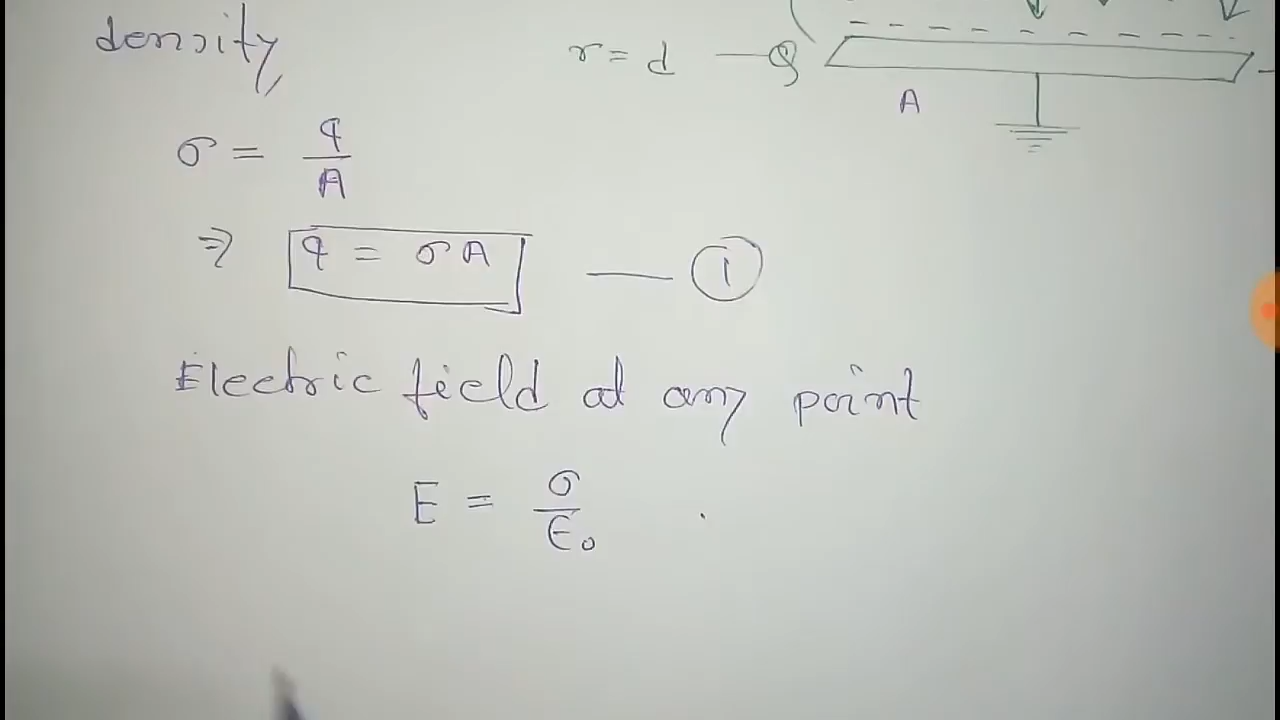 density
r = d
Q
A
σ = q/A
⇒ q = σA —— ①
Electric field at any point
E = σ/ϵ₀